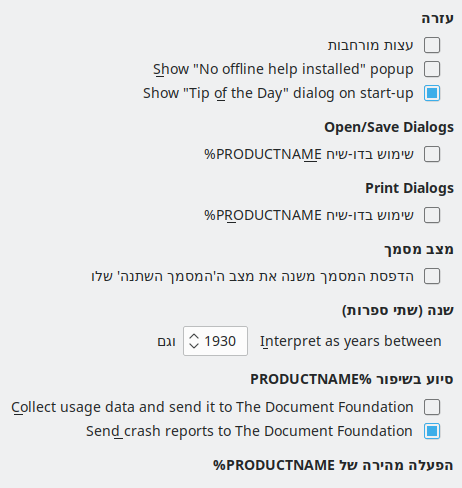 עזרה
עצות מורחבות
Show "No offline help installed" popup
Show "Tip of the Day" dialog on start-up
Open/Save Dialogs
שימוש בדו-שיח %PRODUCTNAME
Print Dialogs
שימוש בדו-שיח %PRODUCTNAME
מצב מסמך
הדפסת המסמך משנה את מצב ה'המסמך השתנה' שלו
שנה (שתי ספרות)
Interpret as years between 1930 וגם
סיוע בשיפור %PRODUCTNAME
Collect usage data and send it to The Document Foundation
Send crash reports to The Document Foundation
הפעלה מהירה של %PRODUCTNAME